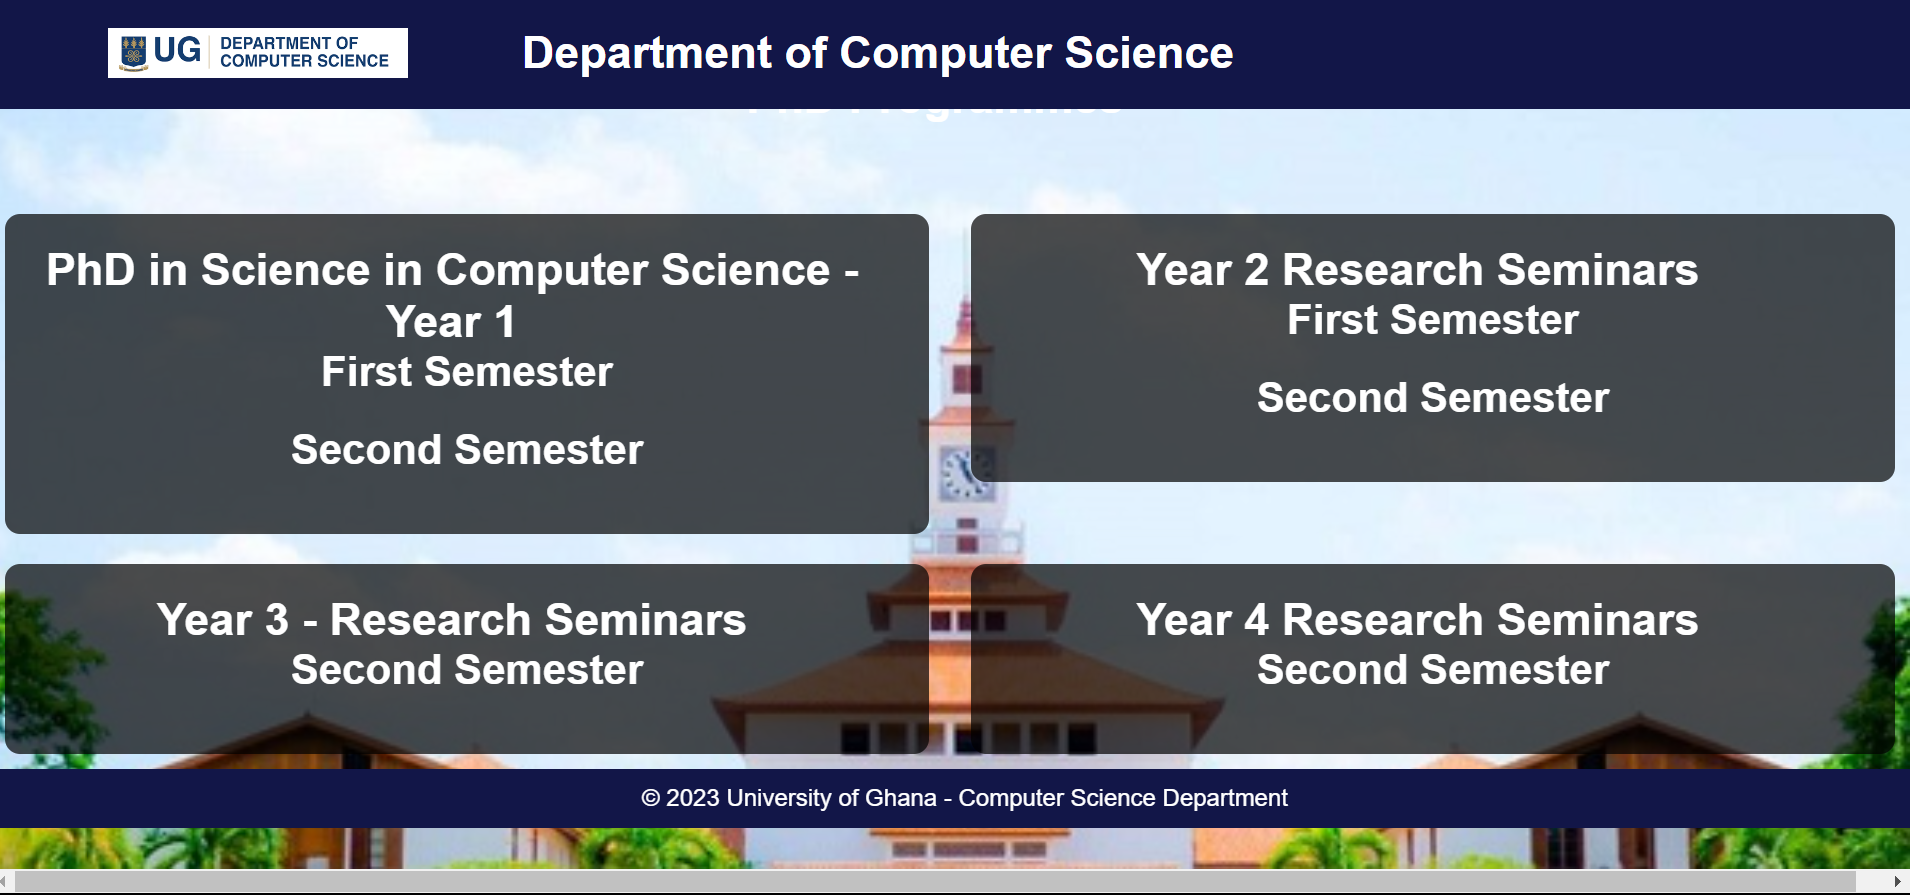 UG
DEPARTMENT OF
COMPUTER SCIENCE
Department of Computer Science
PhD Programmes
PhD in Science in Computer Science -
Year 1
First Semester
Second Semester
Year 2 Research Seminars
First Semester
Second Semester
Year 3 - Research Seminars
Second Semester
Year 4 Research Seminars
Second Semester
© 2023 University of Ghana - Computer Science Department